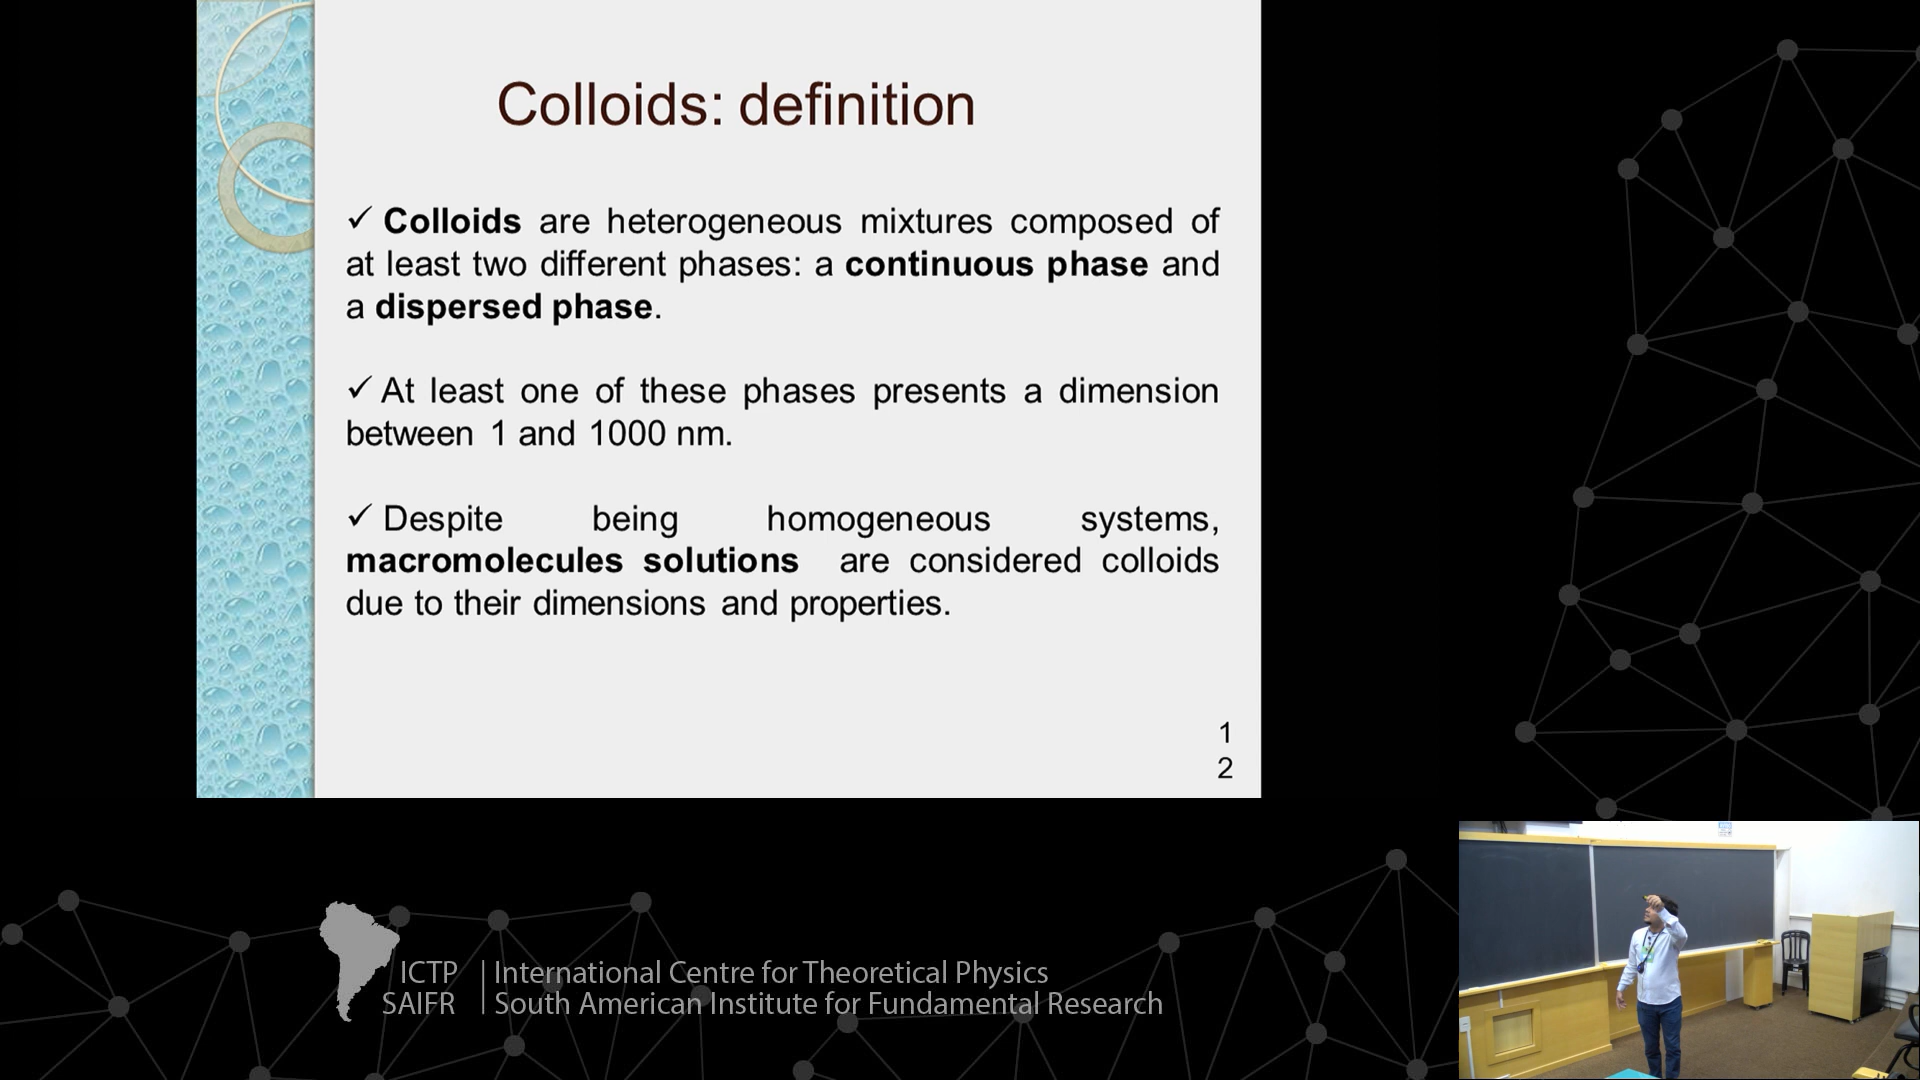 Colloids: definition
✓ Colloids are heterogeneous mixtures composed of
at least two different phases: a continuous phase and
a dispersed phase.
✓ At least one of these phases presents a dimension
between 1 and 1000 nm.
✓ Despite being homogeneous systems,
macromolecules solutions are considered colloids
due to their dimensions and properties.
1
2
ICTP | International Centre for Theoretical Physics
SAIFR | South American Institute for Fundamental Research